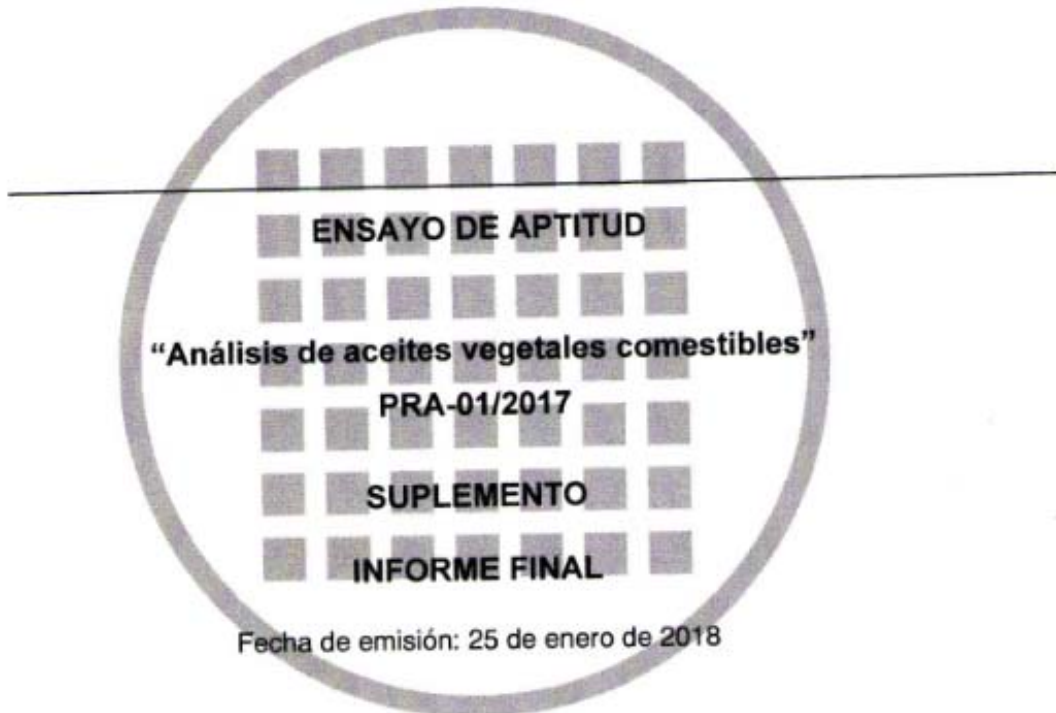 ENSAYO DE APTITUD
“Análisis de aceites vegetales comestibles”
PRA-01/2017
SUPLEMENTO
INFORME FINAL
Fecha de emisión: 25 de enero de 2018